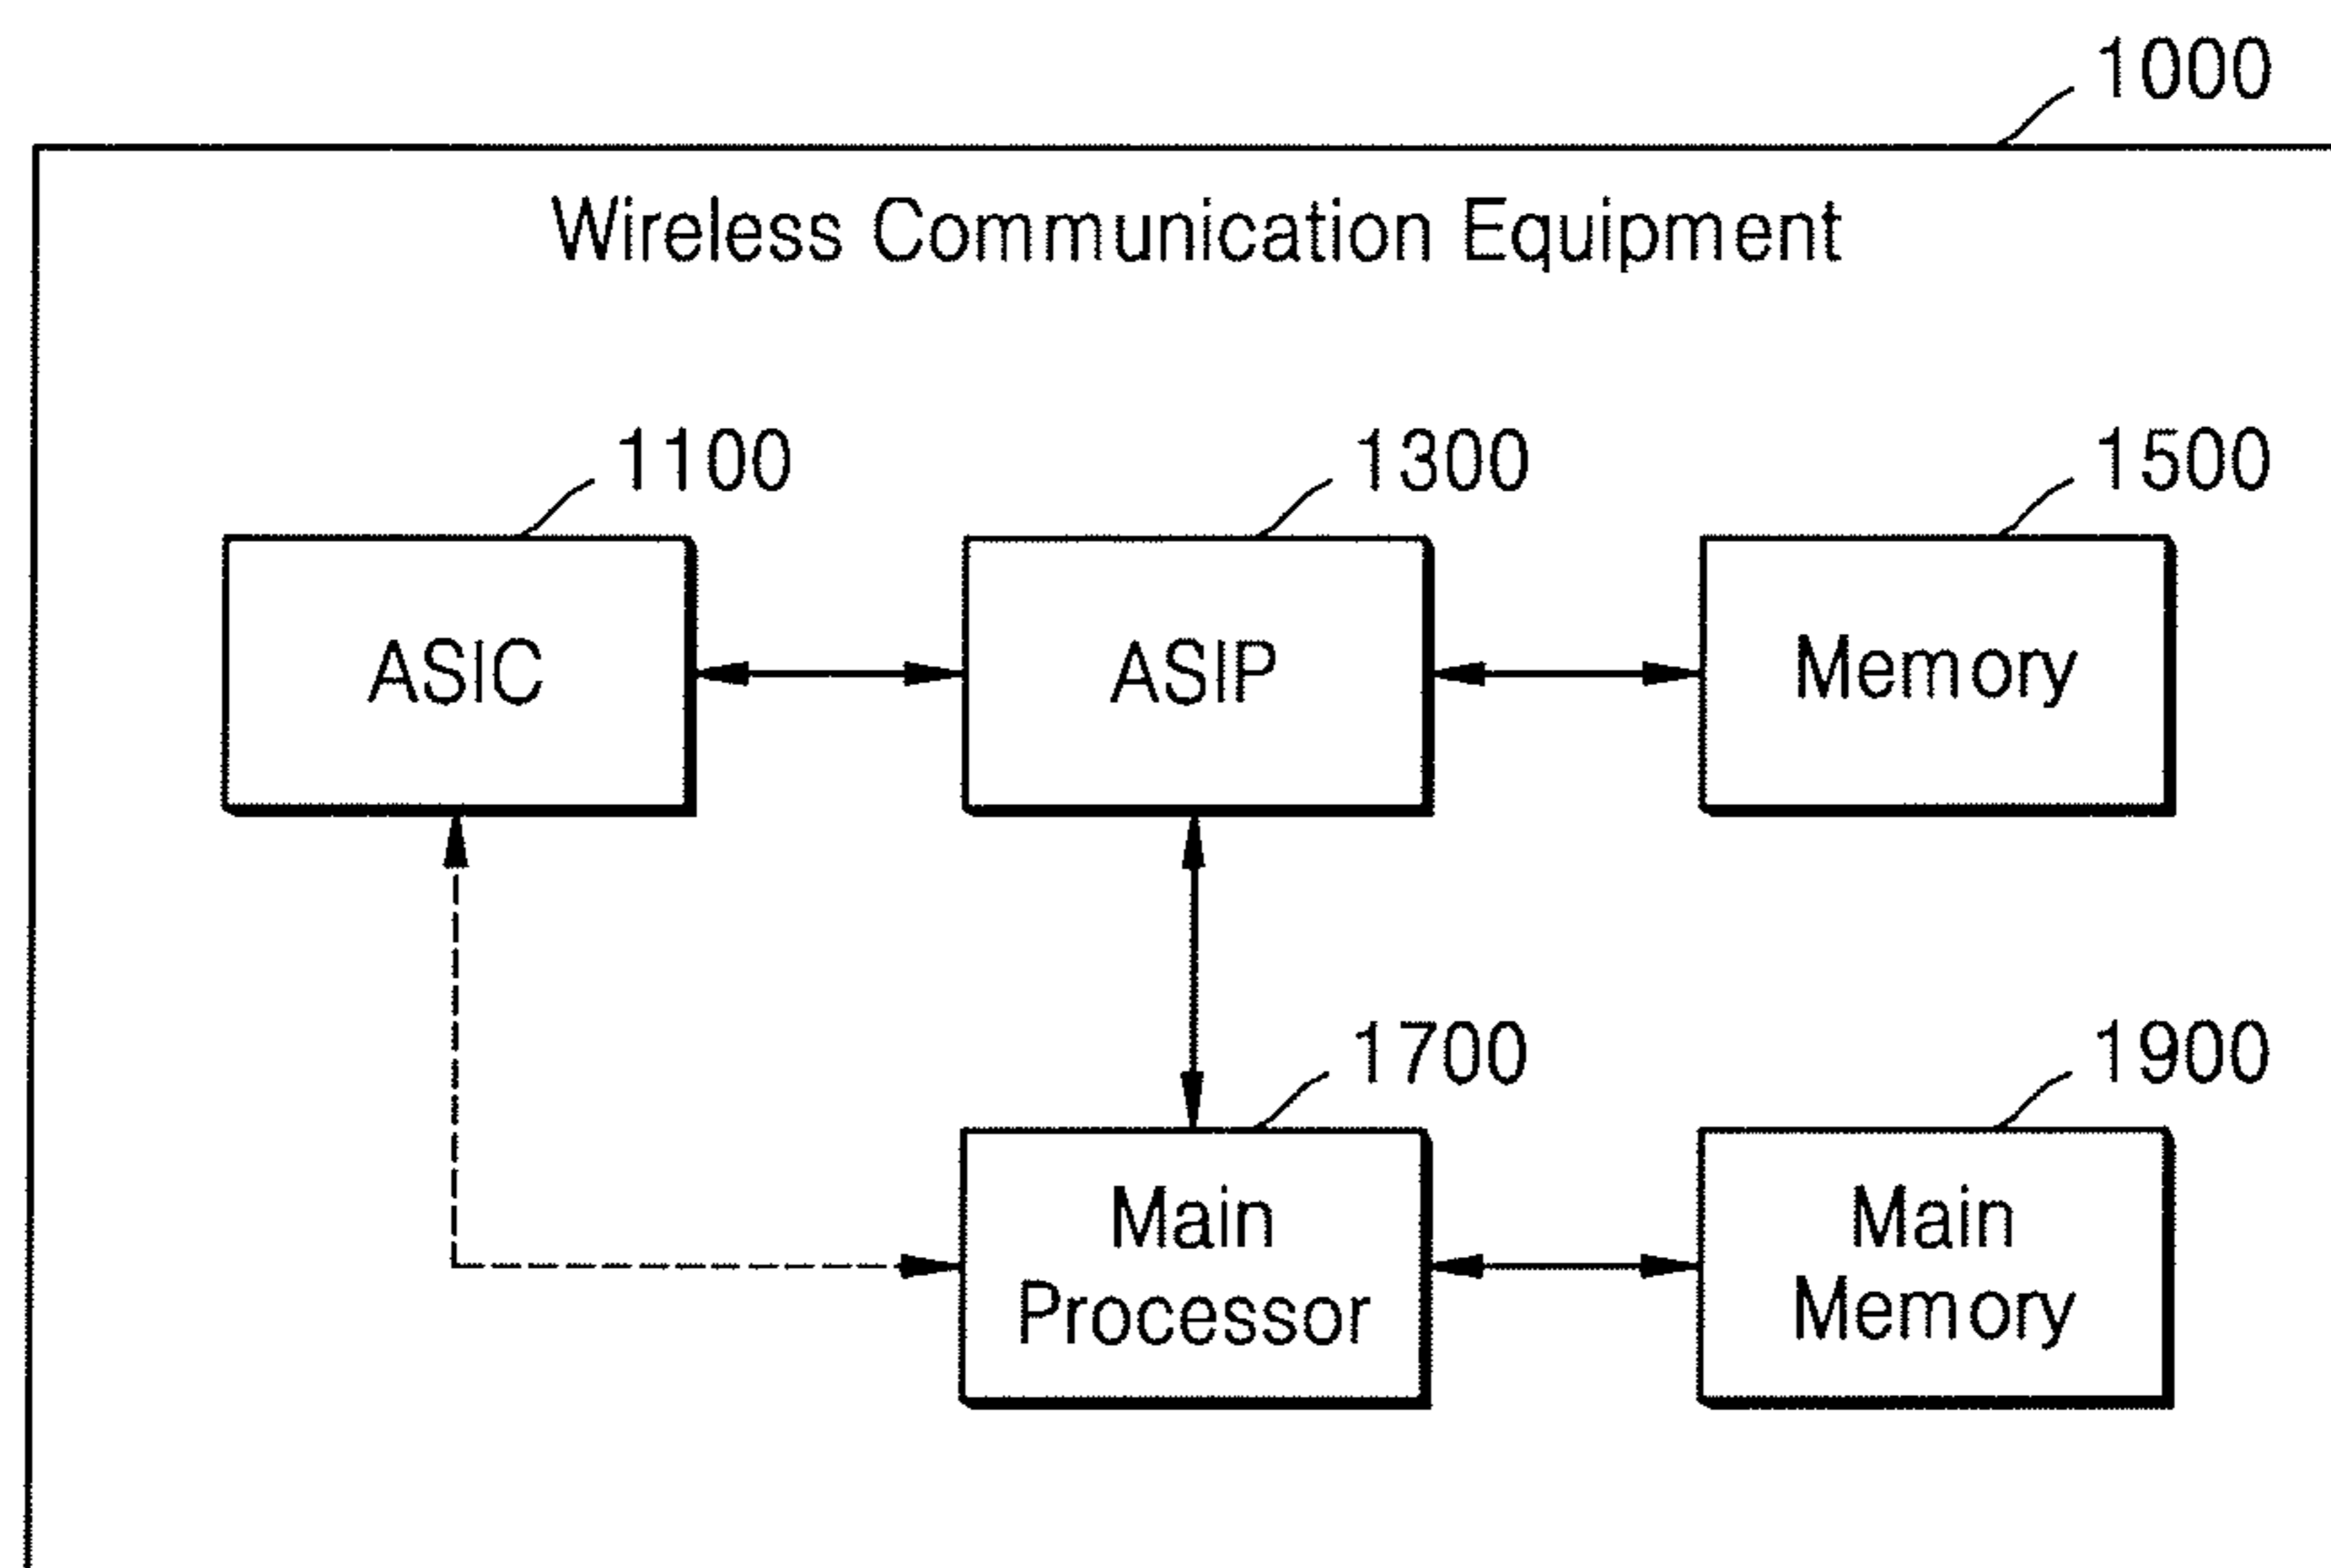 1000
Wireless Communication Equipment
1100
1300
1500
ASIC
ASIP
Memory
1700
1900
Main
Processor
Main
Memory